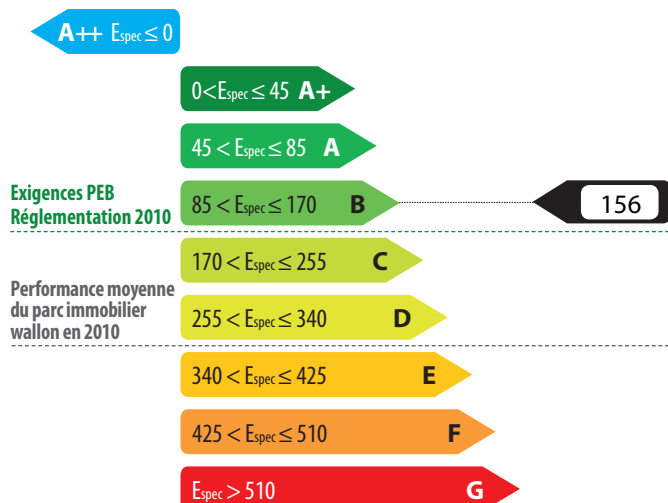 A++ Espec ≤ 0
0<Espec ≤ 45 A+
45 < Espec ≤ 85 A
Exigences PEB
Réglementation 2010
85 < Espec ≤ 170 B
156
170 < Espec ≤ 255 C
Performance moyenne
du parc immobilier
wallon en 2010
255 < Espec ≤ 340 D
340 < Espec ≤ 425 E
425 < Espec ≤ 510 F
Espec > 510 G